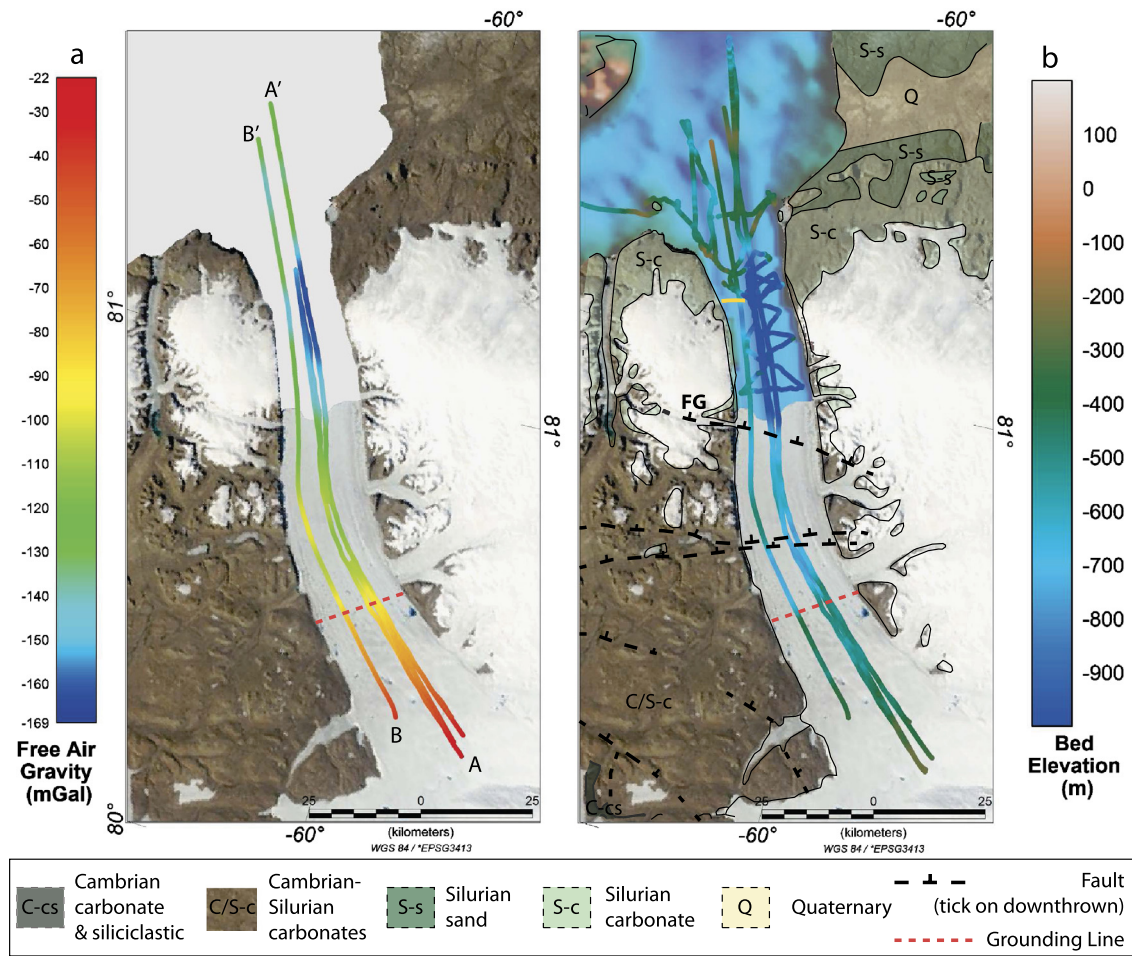 -60°
-60°
a
-22
-30
-40
-50
-60
-70
-80
-90
-100
-110
-120
-130
-140
-150
-160
-169
Free Air
Gravity
(mGal)
A’
B’
81°
81°
B
A
80°
-60°
25
0
25
(kilometers)
WGS 84 / *EPSG3413
b
S-s
Q
S-s
S-s
S-c
S-c
FG
C/S-c
C-cs
81°
-60°
25
0
25
(kilometers)
WGS 84 / *EPSG3413
100
0
-100
-200
-300
-400
-500
-600
-700
-800
-900
Bed
Elevation
(m)
C-cs
Cambrian
carbonate
& siliciclastic
C/S-c
Cambrian-
Silurian
carbonates
S-s
Silurian
sand
S-c
Silurian
carbonate
Q
Quaternary
Fault
(tick on downthrown)
Grounding Line